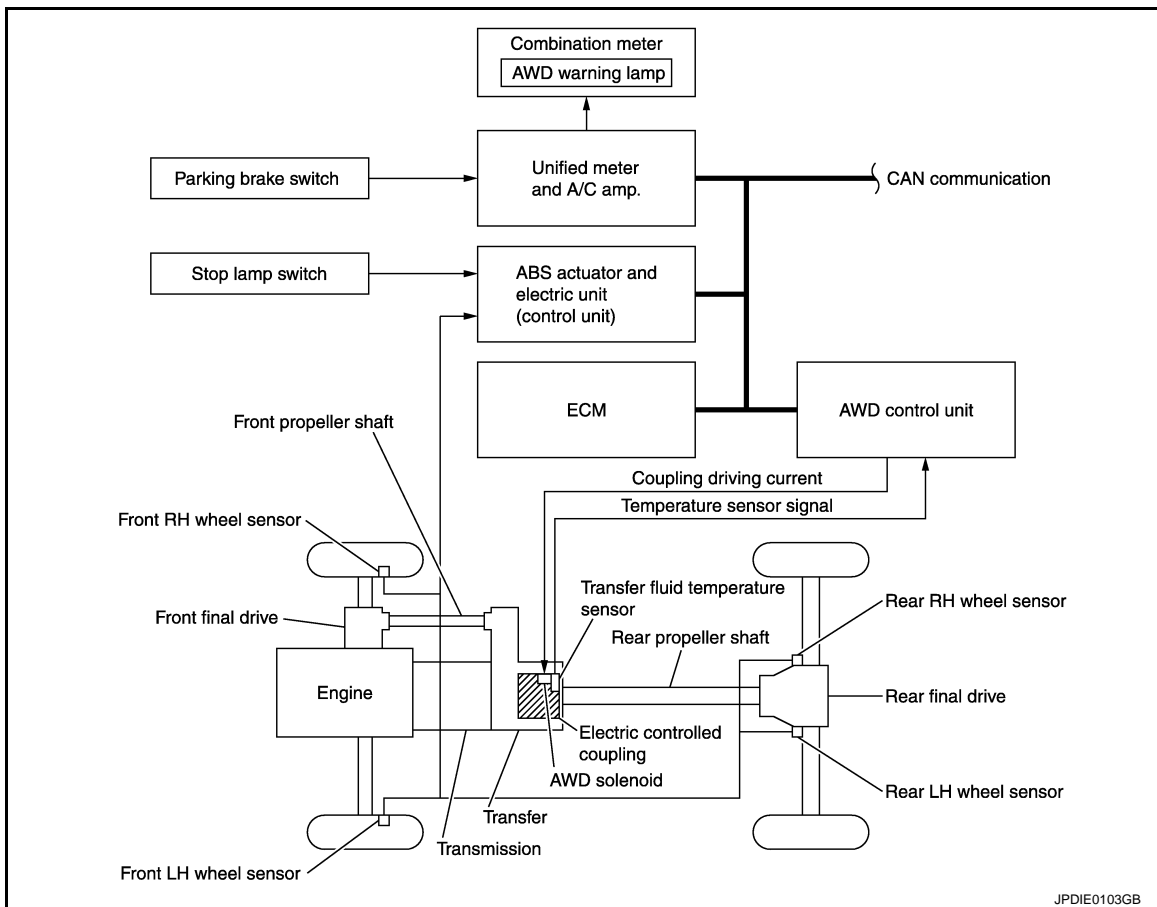 Combination meter
AWD warning lamp
Parking brake switch
Unified meter
and A/C amp.
CAN communication
Stop lamp switch
ABS actuator and
electric unit
(control unit)
ECM
AWD control unit
Front propeller shaft
Coupling driving current
Temperature sensor signal
Front RH wheel sensor
Transfer fluid temperature
sensor
Rear RH wheel sensor
Front final drive
Rear propeller shaft
Engine
Rear final drive
Electric controlled
coupling
AWD solenoid
Rear LH wheel sensor
Transfer
Transmission
Front LH wheel sensor
JPDIE0103GB